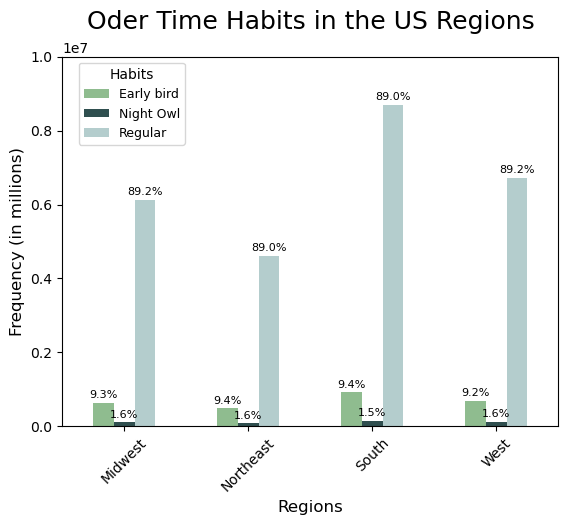 Oder Time Habits in the US Regions
1e7
1.0
0.8
0.6
0.4
0.2
0.0
Frequency (in millions)
Habits
Early bird
Night Owl
Regular
9.3%
1.6%
89.2%
9.4%
1.6%
89.0%
9.4%
1.5%
89.0%
9.2%
1.6%
89.2%
Midwest
Northeast
South
West
Regions